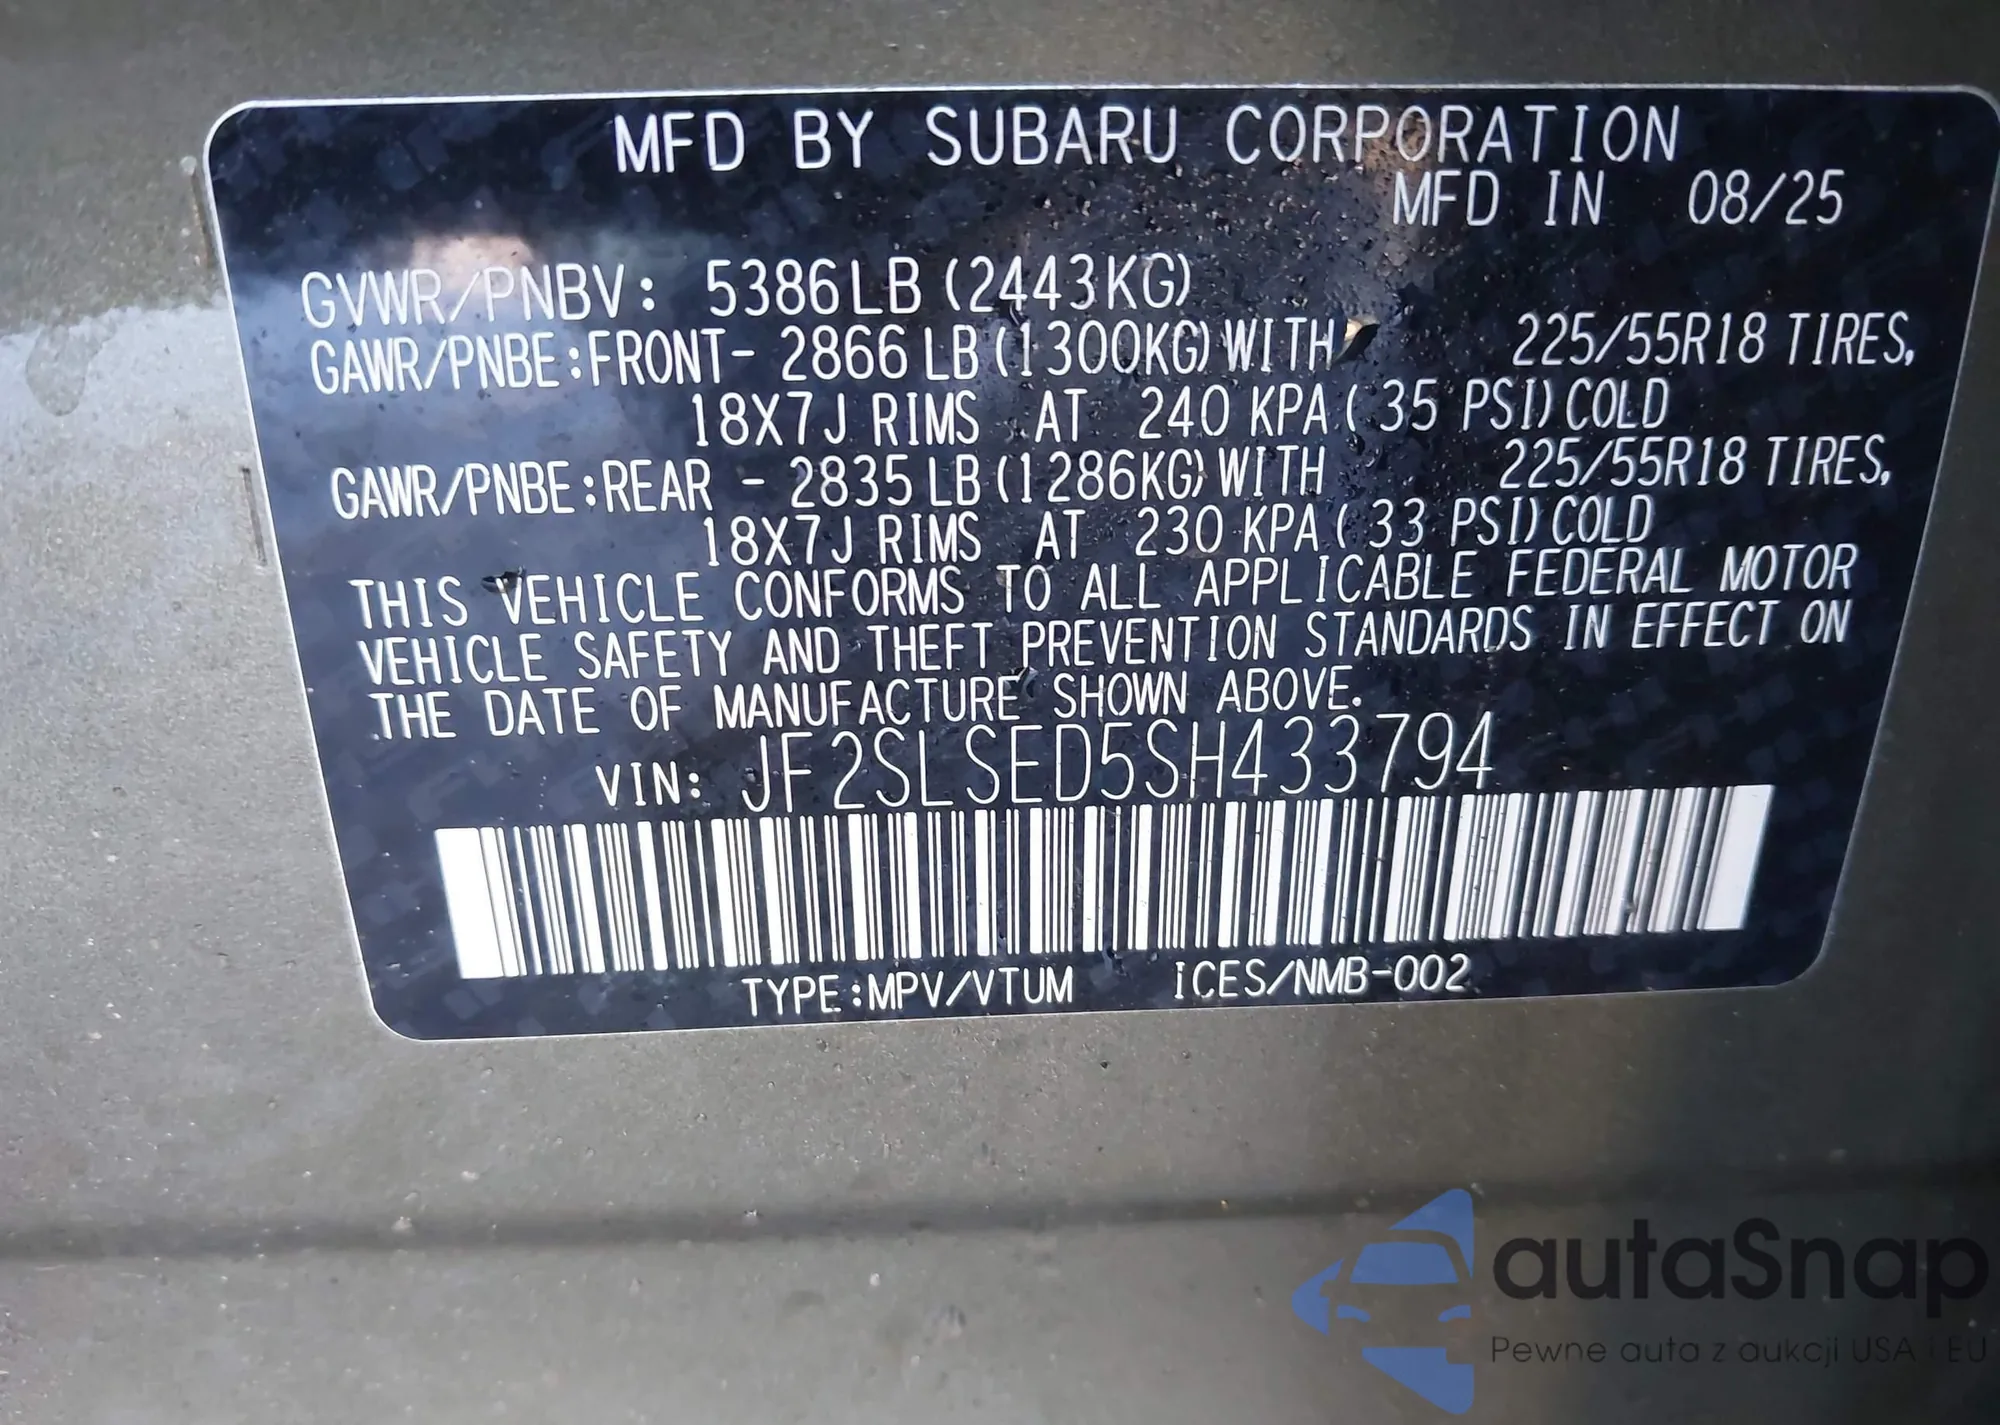 MFD BY SUBARU CORPORATION
MFD IN 08/25
GVWR/PNBV: 5386LB (2443KG)
GAWR/PNBE:FRONT- 2866 LB(1300KG)WITH 225/55R18 TIRES,
18X7J RIMS AT 240 KPA( 35 PSI)COLD
GAWR/PNBE:REAR - 2835 LB(1286KG)WITH 225/55R18 TIRES,
18X7J RIMS AT 230 KPA( 33 PSI)COLD
THIS VEHICLE CONFORMS TO ALL APPLICABLE FEDERAL MOTOR
VEHICLE SAFETY AND THEFT PREVENTION STANDARDS IN EFFECT ON
THE DATE OF MANUFACTURE SHOWN ABOVE.
VIN: JF2SLSED5SH433794
TYPE:MPV/VTUM ICES/NMB-002
autaSnap
Pewne auta z aukcji USA i EU